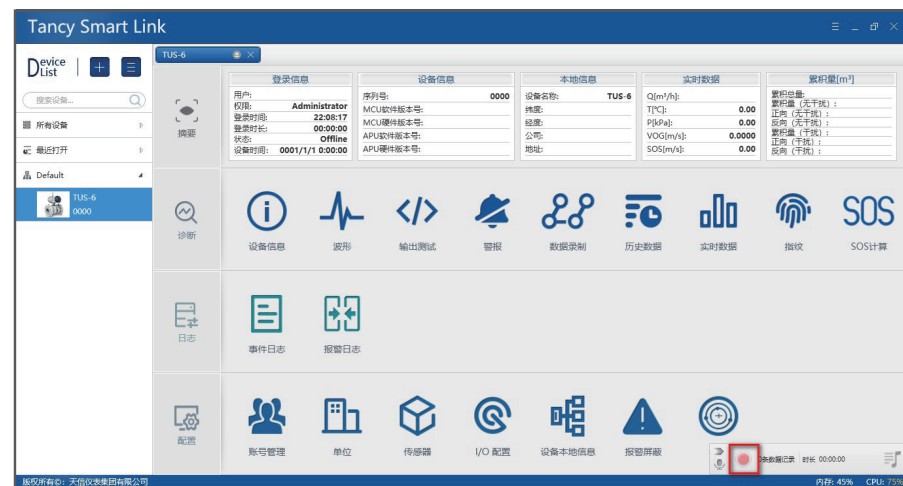 Tancy Smart Link
Device List
搜索设备...
所有设备
最近打开
Default
TUS-6
0000
TUS-6
摘要
登录信息
用户:
权限: Administrator
登录时间: 22:08:17
登录时长: 00:00:00
状态: Offline
设备时间: 0001/1/1 0:00:00
设备信息
序列号: 0000
MCU软件版本号:
MCU硬件版本号:
APU软件版本号:
APU硬件版本号:
本地信息
设备名称: TUS-6
纬度:
经度:
公司:
地址:
实时数据
Q[m³/h]:
T[℃]: 0.00
P[kPa]: 0.00
VOG[m/s]: 0.0000
SOS[m/s]: 0.00
累积量[m³]
累积总量:
累积量（无干扰）:
正向（无干扰）:
反向（无干扰）:
累积量（干扰）:
正向（干扰）:
反向（干扰）:
诊断
设备信息
波形
输出测试
警报
数据录制
历史数据
实时数据
指纹
SOS
SOS计算
日志
事件日志
报警日志
配置
账号管理
单位
传感器
I/O 配置
设备本地信息
报警屏蔽
条数据记录 时长 00:00:00
版权所有©：天信仪表集团有限公司
内存: 45% CPU: 75%